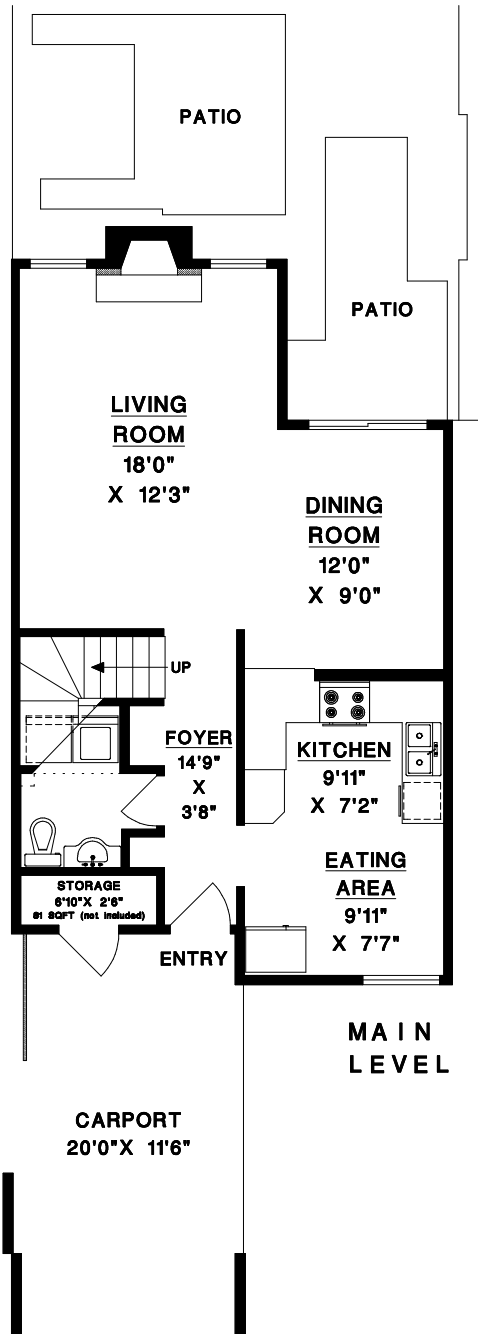 PATIO
PATIO
LIVING
ROOM
18'0"
X 12'3"
DINING
ROOM
12'0"
X 9'0"
UP
FOYER
14'9"
X
3'8"
KITCHEN
9'11"
X 7'2"
EATING
AREA
9'11"
X 7'7"
STORAGE
6'10"X 2'6"
81 SQFT (not included)
ENTRY
MAIN
LEVEL
CARPORT
20'0"X 11'6"